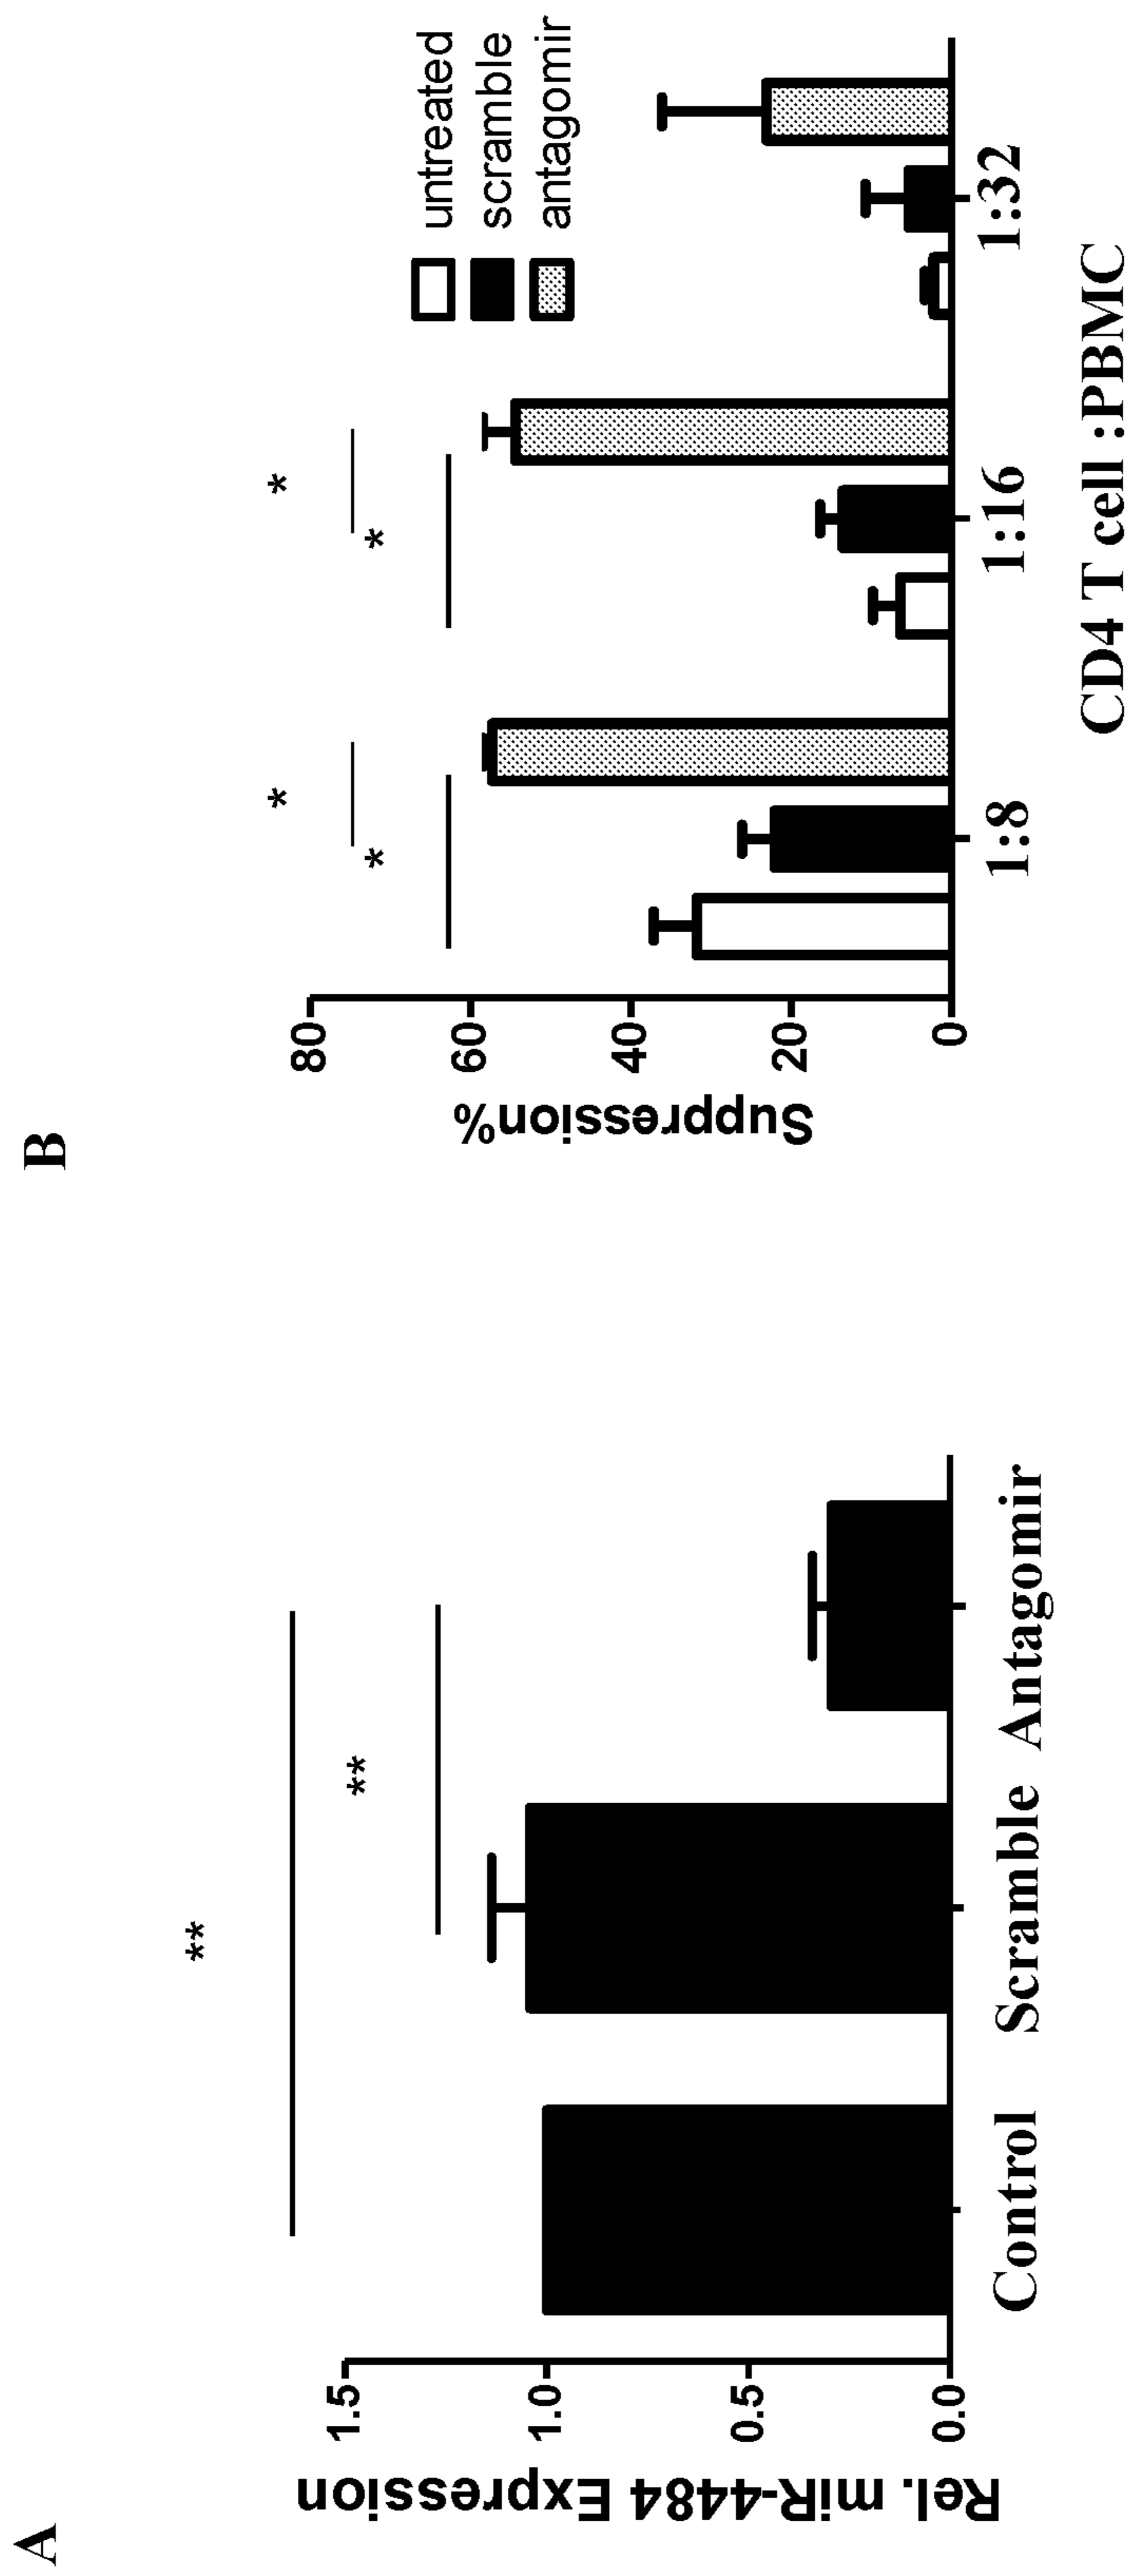 A
Rel. miR-4484 Expression
1.5
1.0
0.5
0.0
**
**
Control Scramble Antagomir
B
Suppression%
80
60
40
20
0
*
*
*
*
untreated
scramble
antagomir
1:8 1:16 1:32
CD4 T cell :PBMC